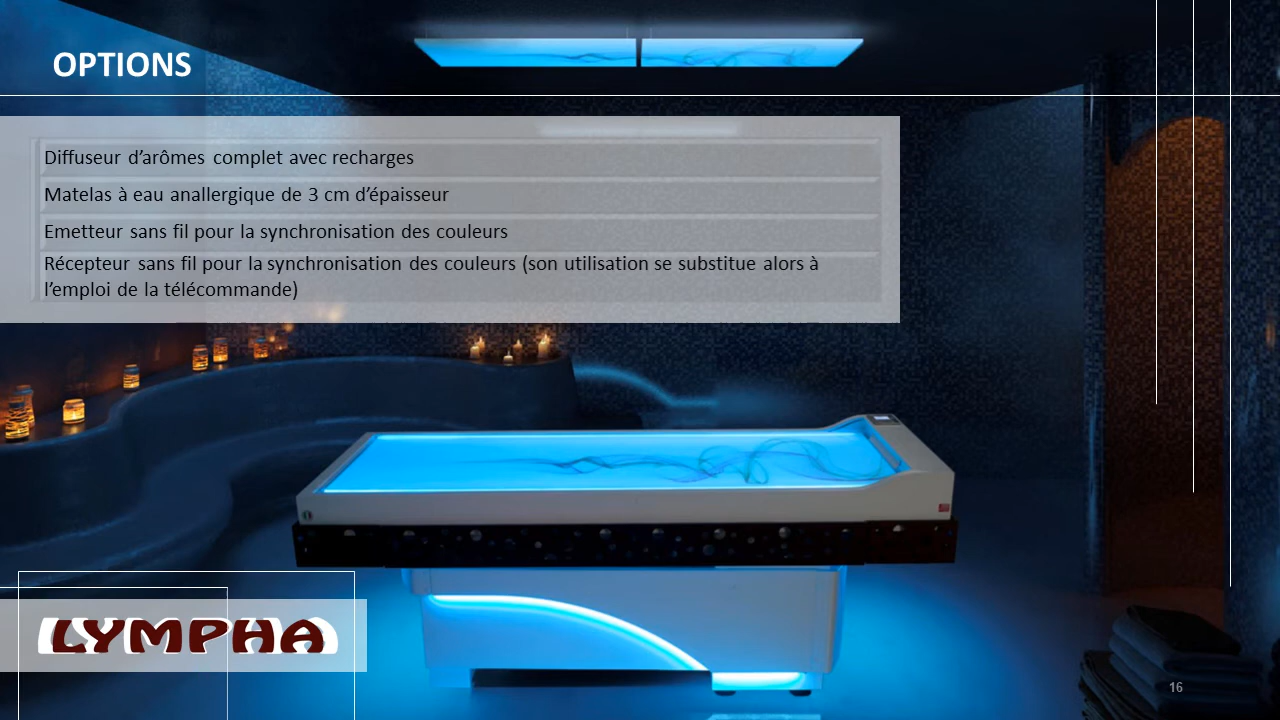 OPTIONS
Diffuseur d’arômes complet avec recharges
Matelas à eau anallergique de 3 cm d’épaisseur
Emetteur sans fil pour la synchronisation des couleurs
Récepteur sans fil pour la synchronisation des couleurs (son utilisation se substitue alors à
l’emploi de la télécommande)
LYMPHA
16